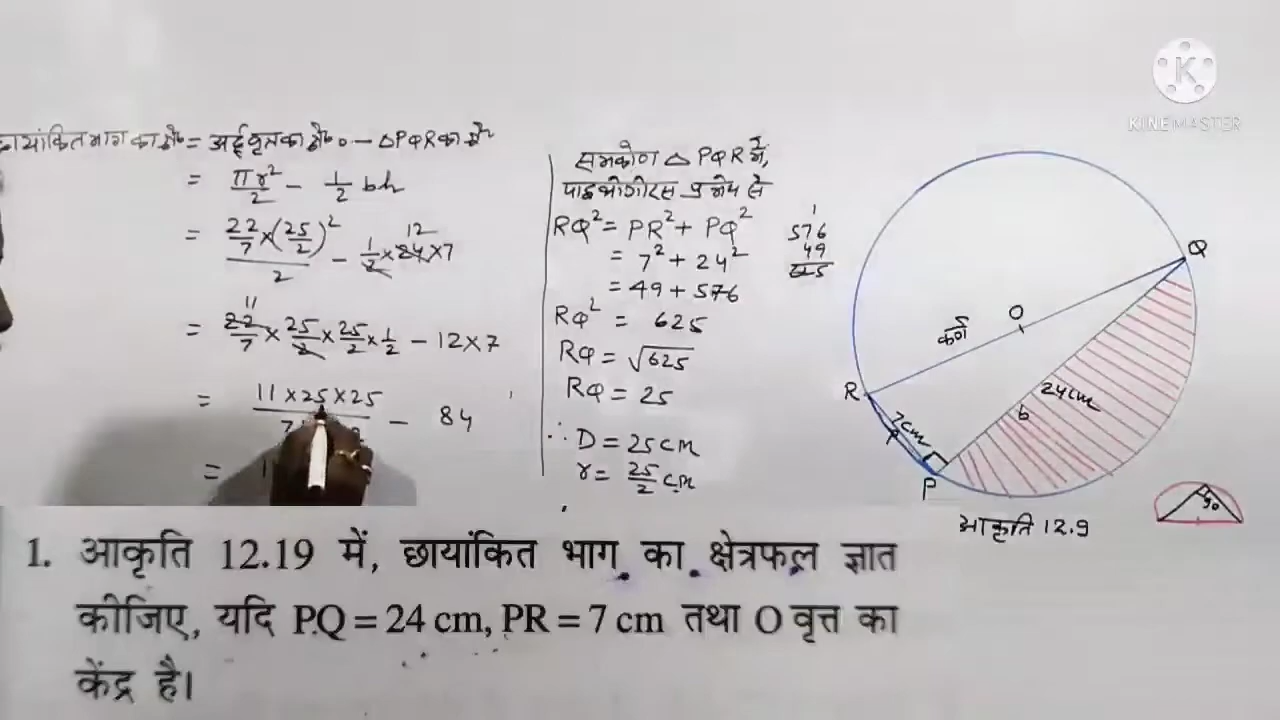 छायांकित भाग का क्षे० = अर्द्धवृत्त का क्षे० - △PQR का क्षे०
= πr²/2 - 1/2 bh
= 22/7 × (25/2)² / 2 - 1/2 × 24 × 7
12
= 22/7 × 25/2 × 25/2 × 1/2 - 12 × 7
11
= 11 × 25 × 25 / 7 - 84
=
समकोण △ PQR में,
पाइथागोरस प्रमेय से
RQ² = PR² + PQ²
= 7² + 24²
= 49 + 576
RQ² = 625
RQ = √625
RQ = 25
∴ D = 25 cm
r = 25/2 cm
1
576
49
625
KINEMASTER
Q
O
कर्ण
R
24cm
b
7cm
P
आकृति 12.9
90
1. आकृति 12.19 में, छायांकित भाग का क्षेत्रफल ज्ञात
कीजिए, यदि PQ = 24 cm, PR = 7 cm तथा O वृत्त का
केंद्र है।